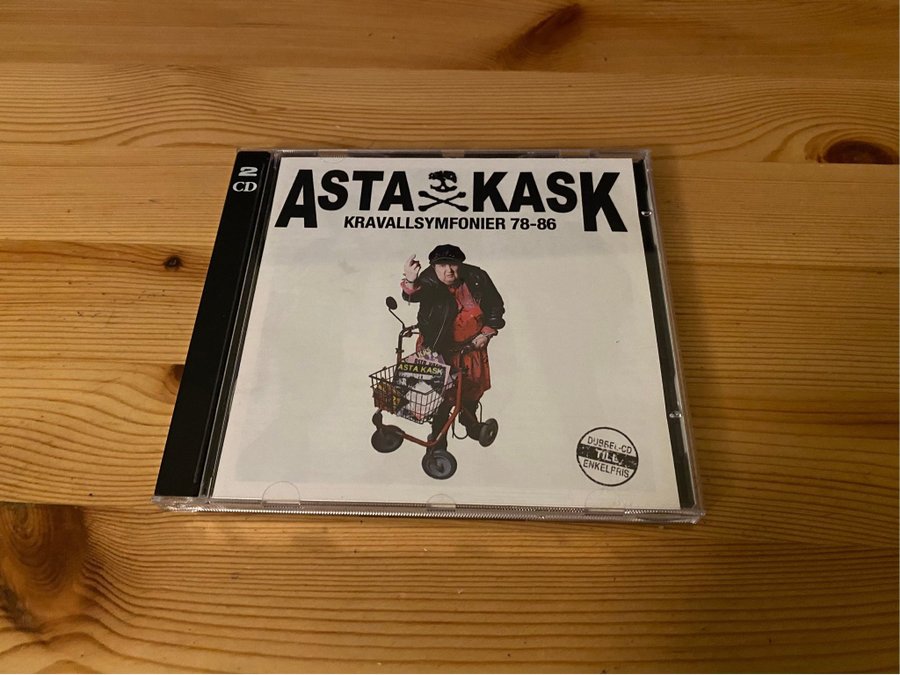 2
CD
ASTA KASK
KRAVALLSYMFONIER 78-86
ASTA KASK
DUBBEL-CD
TILL
ENKELPRIS